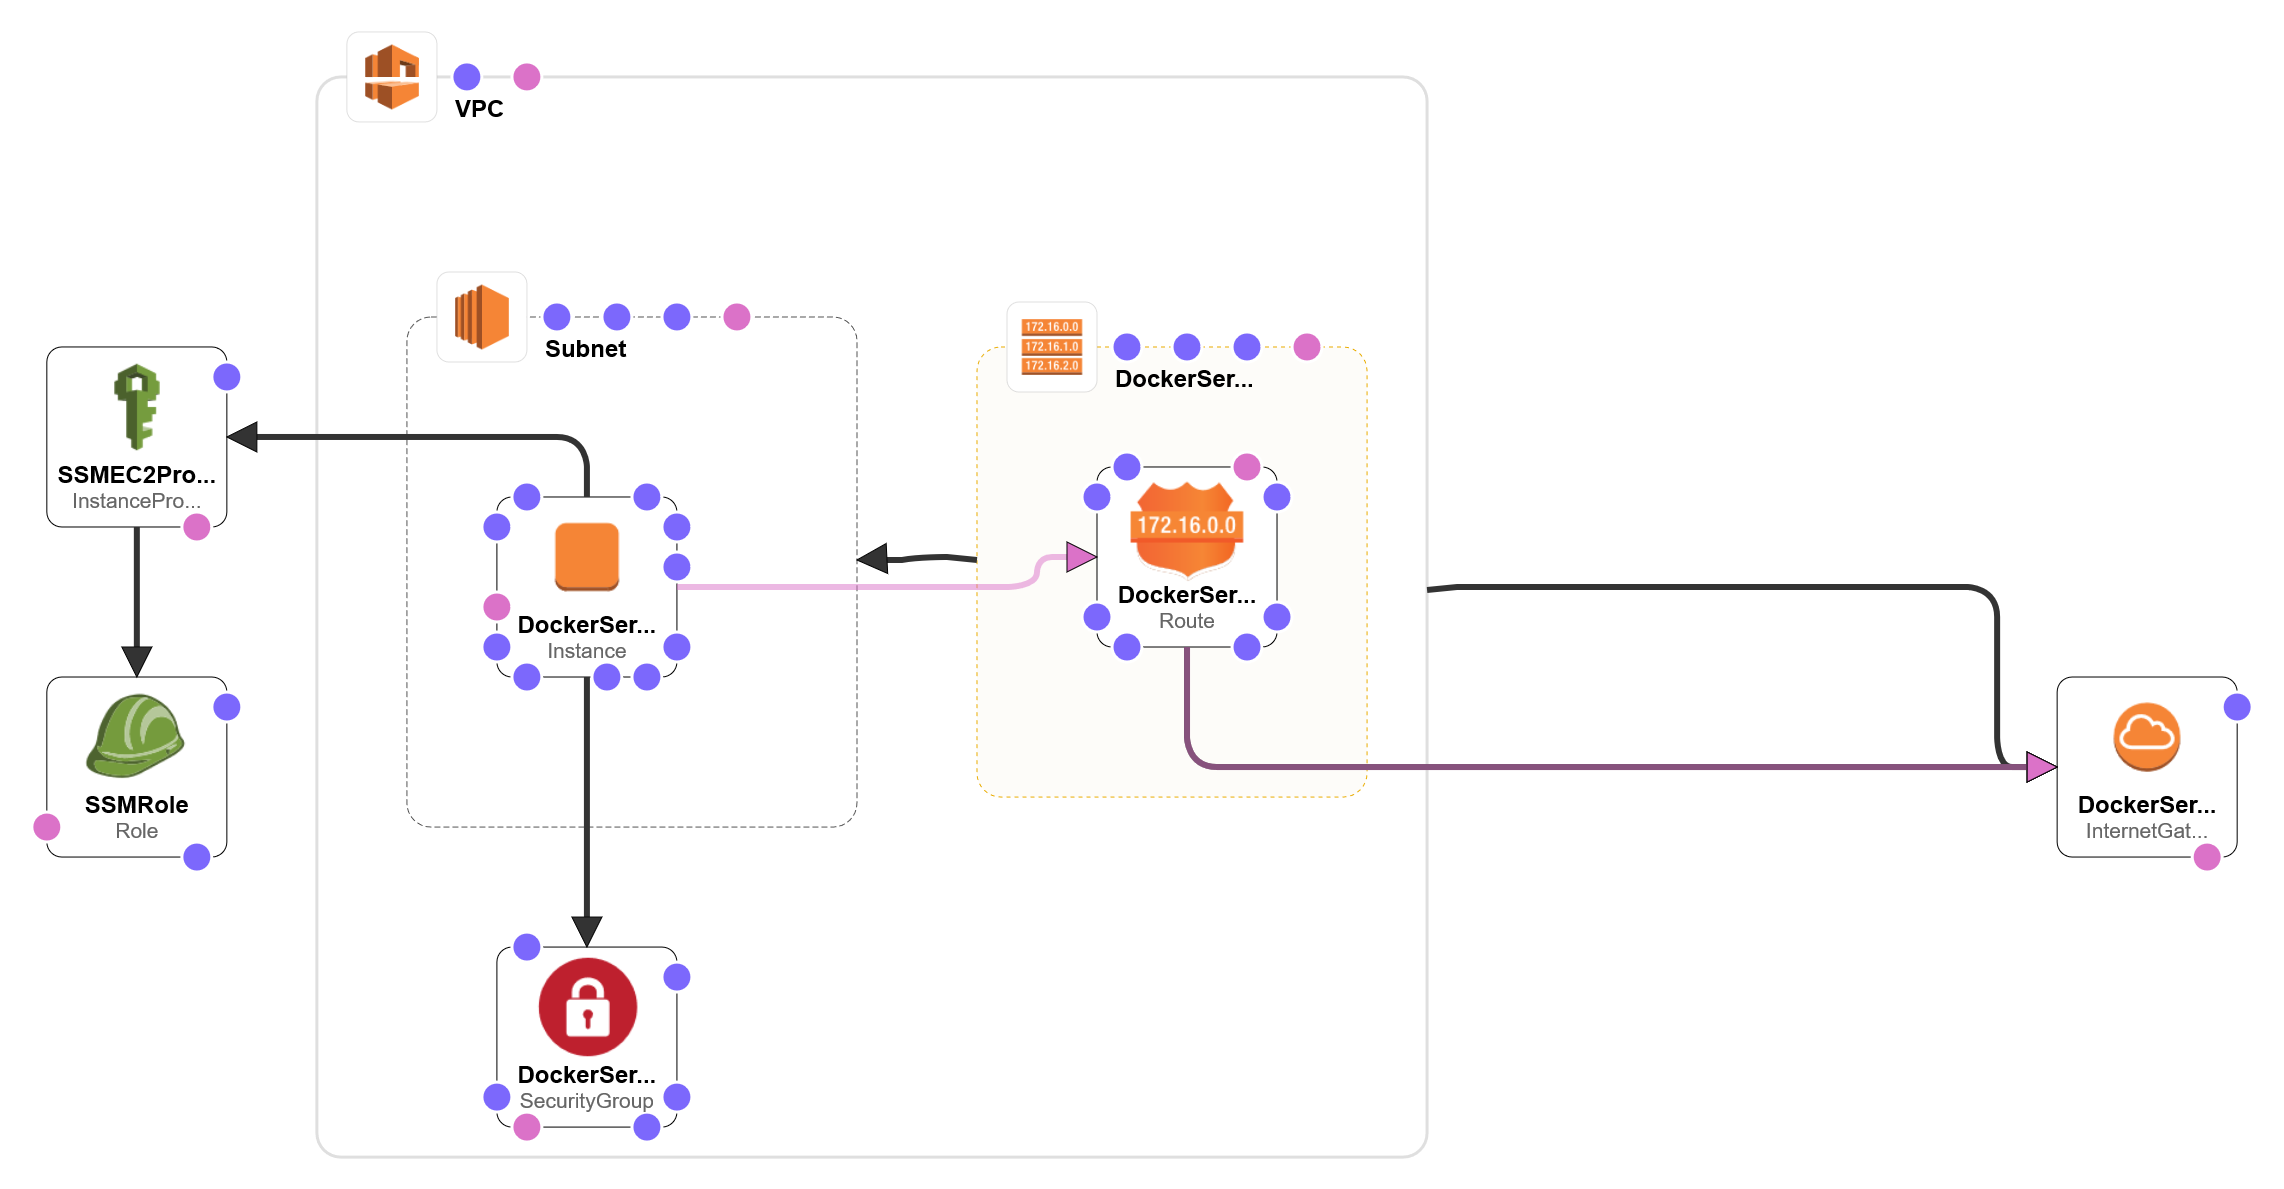 VPC
Subnet
172.16.0.0
172.16.1.0
172.16.2.0
DockerSer...
SSMEC2Pro...
InstancePro...
172.16.0.0
DockerSer...
Route
DockerSer...
Instance
SSMRole
Role
DockerSer...
InternetGat...
DockerSer...
SecurityGroup